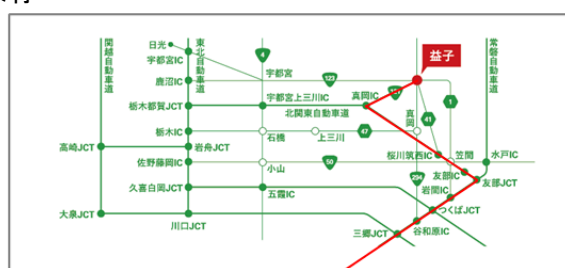 関越自動車道
東北自動車道
常磐自動車道
日光
宇都宮IC
4
益子
鹿沼IC
宇都宮
123
宇都宮上三川IC
真岡IC
1
栃木都賀JCT
北関東自動車道
真岡
41
栃木IC
石橋
上三川
47
高崎JCT
岩舟JCT
桜川筑西IC
笠間
水戸IC
佐野藤岡IC
小山
50
友部IC
294
友部JCT
久喜白岡JCT
五霞IC
岩間IC
つくばJCT
大泉JCT
川口JCT
谷和原IC
三郷JCT